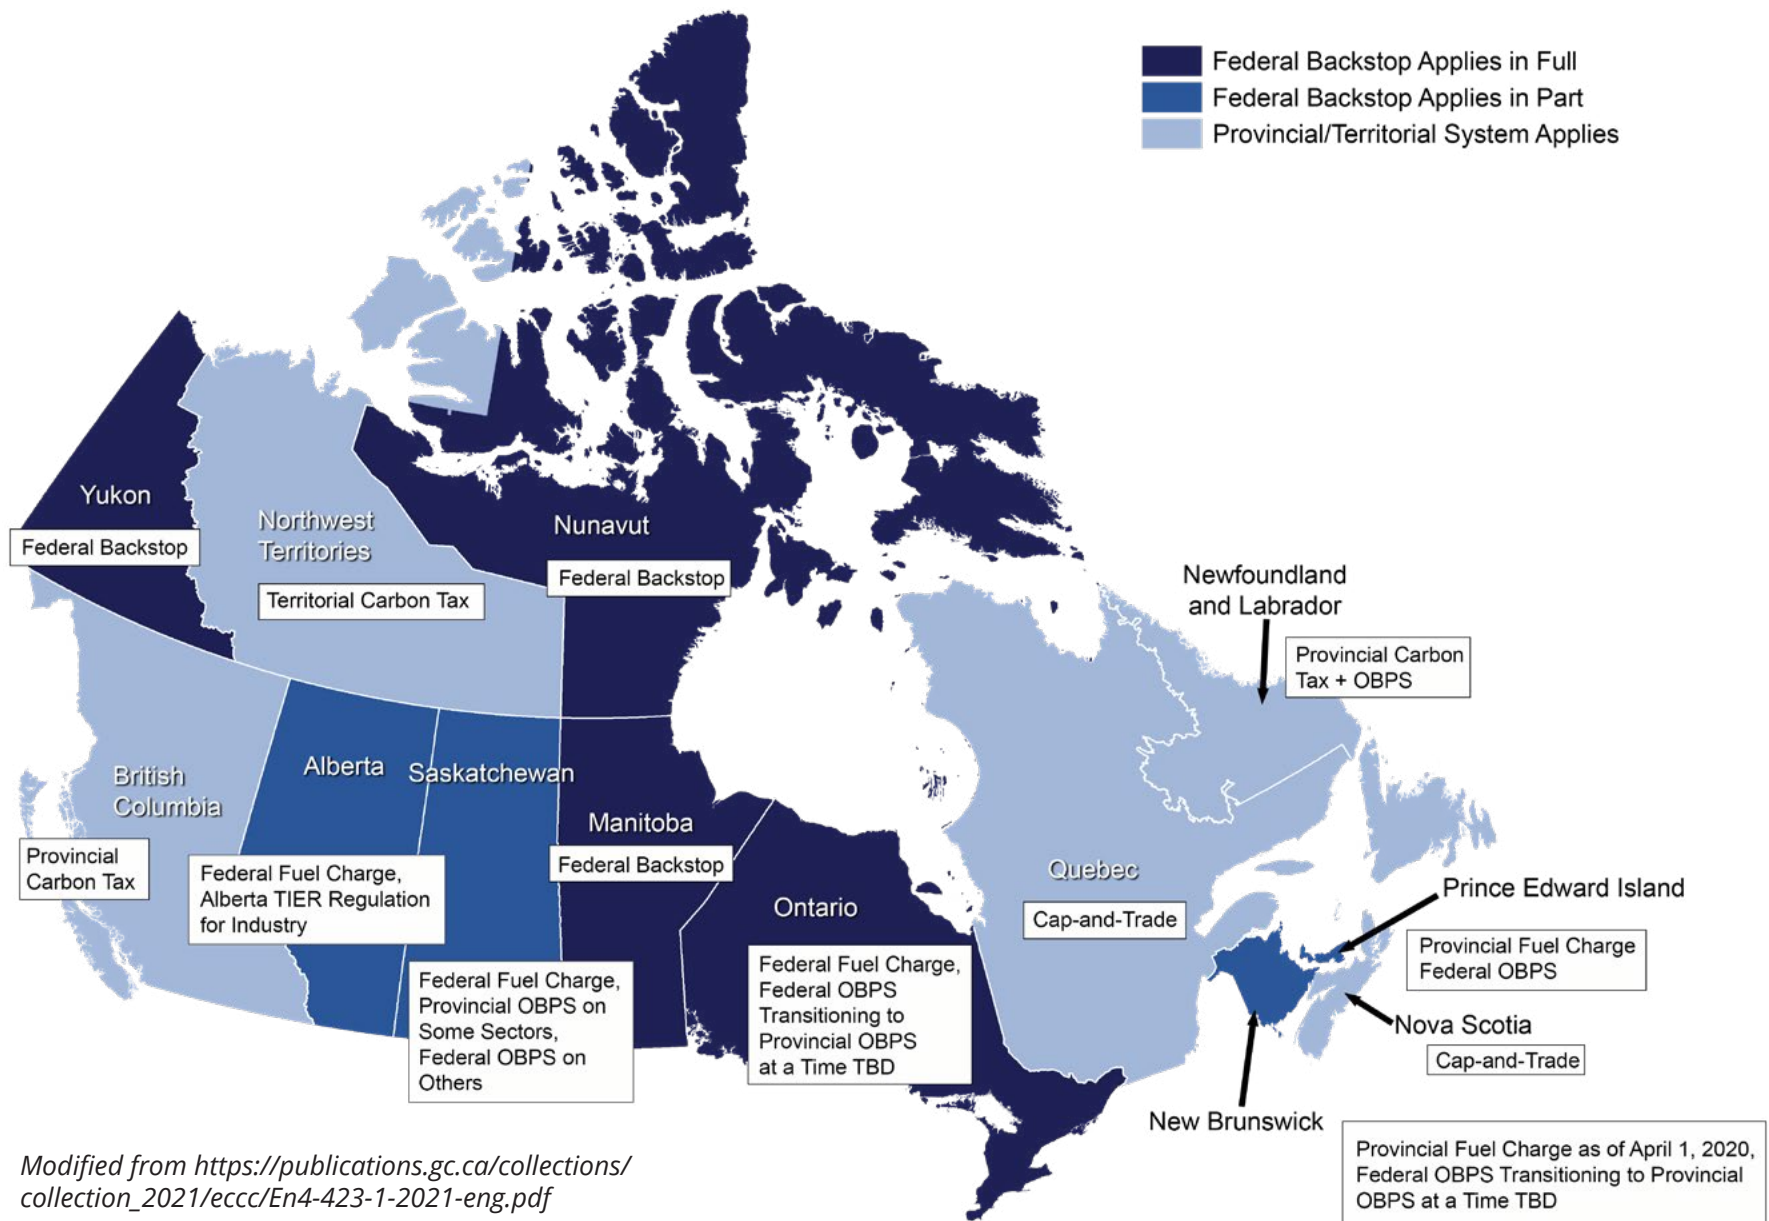 Federal Backstop Applies in Full
Federal Backstop Applies in Part
Provincial/Territorial System Applies
Yukon
Federal Backstop
Northwest
Territories
Territorial Carbon Tax
Nunavut
Federal Backstop
Newfoundland
and Labrador
Provincial Carbon
Tax + OBPS
British
Columbia
Provincial
Carbon Tax
Alberta
Federal Fuel Charge,
Alberta TIER Regulation
for Industry
Saskatchewan
Federal Fuel Charge,
Provincial OBPS on
Some Sectors,
Federal OBPS on
Others
Manitoba
Federal Backstop
Ontario
Federal Fuel Charge,
Federal OBPS
Transitioning to
Provincial OBPS
at a Time TBD
Quebec
Cap-and-Trade
Prince Edward Island
Provincial Fuel Charge
Federal OBPS
Nova Scotia
Cap-and-Trade
New Brunswick
Provincial Fuel Charge as of April 1, 2020,
Federal OBPS Transitioning to Provincial
OBPS at a Time TBD
Modified from https://publications.gc.ca/collections/
collection_2021/eccc/En4-423-1-2021-eng.pdf